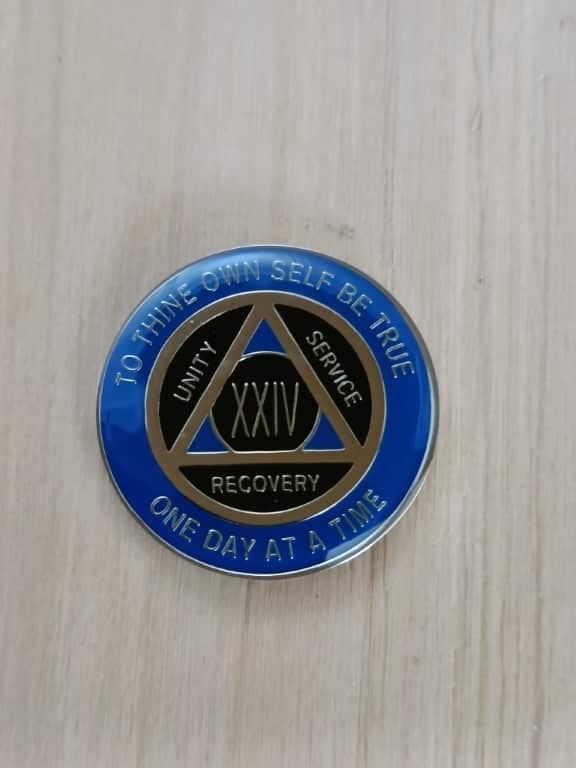 TO THINE OWN SELF BE TRUE
UNITY
SERVICE
XXIV
RECOVERY
ONE DAY AT A TIME